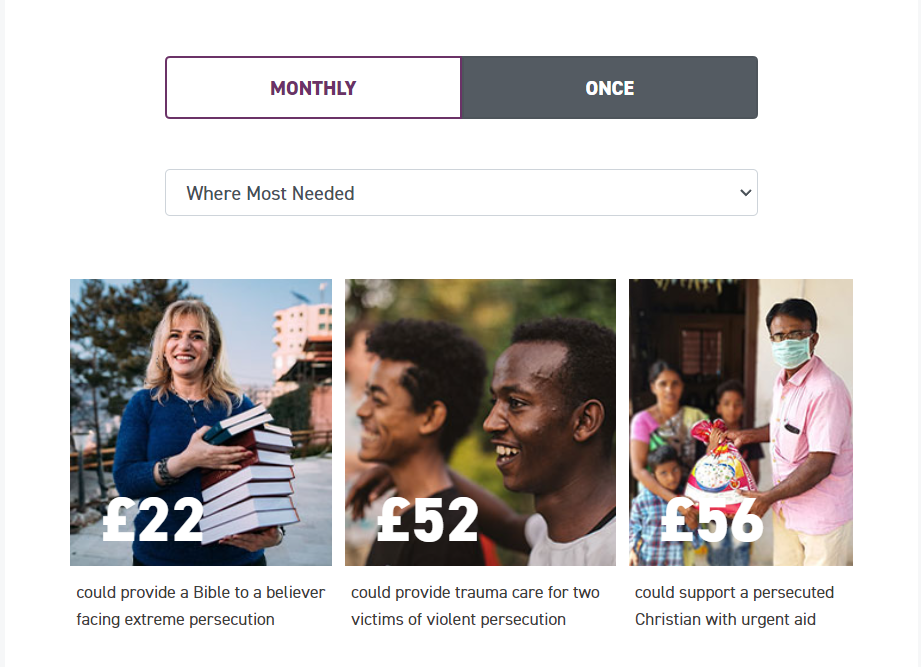 MONTHLY
ONCE
Where Most Needed
£22
£52
£56
could provide a Bible to a believer
facing extreme persecution
could provide trauma care for two
victims of violent persecution
could support a persecuted
Christian with urgent aid